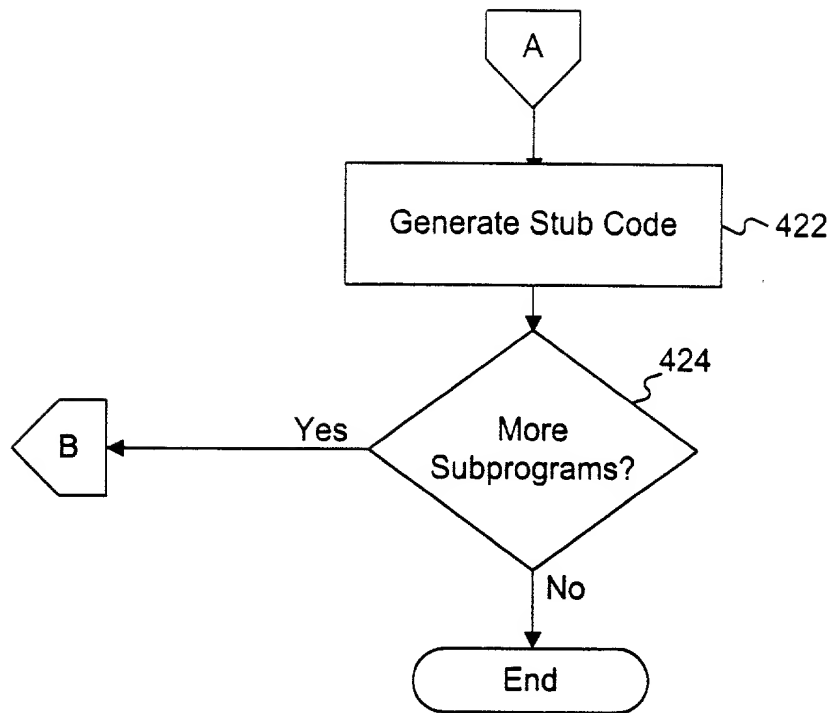 A
Generate Stub Code
422
424
More
Subprograms?
Yes
B
No
End